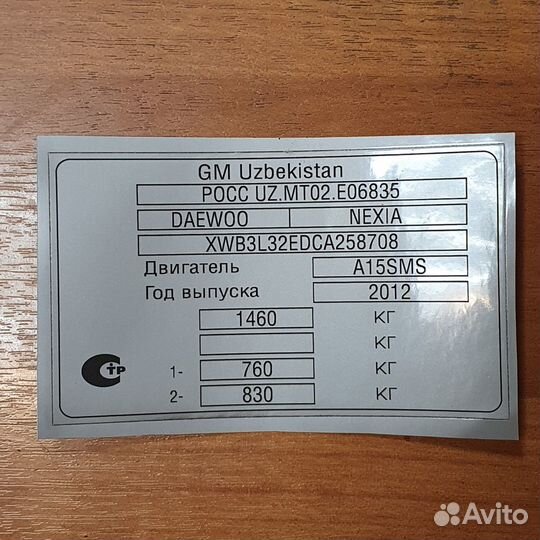 GM Uzbekistan
РОСС UZ.MT02.E06835
DAEWOO NEXIA
XWB3L32EDCA258708
Двигатель A15SMS
Год выпуска 2012
1460 КГ
КГ
1- 760 КГ
2- 830 КГ
СТР
Avito